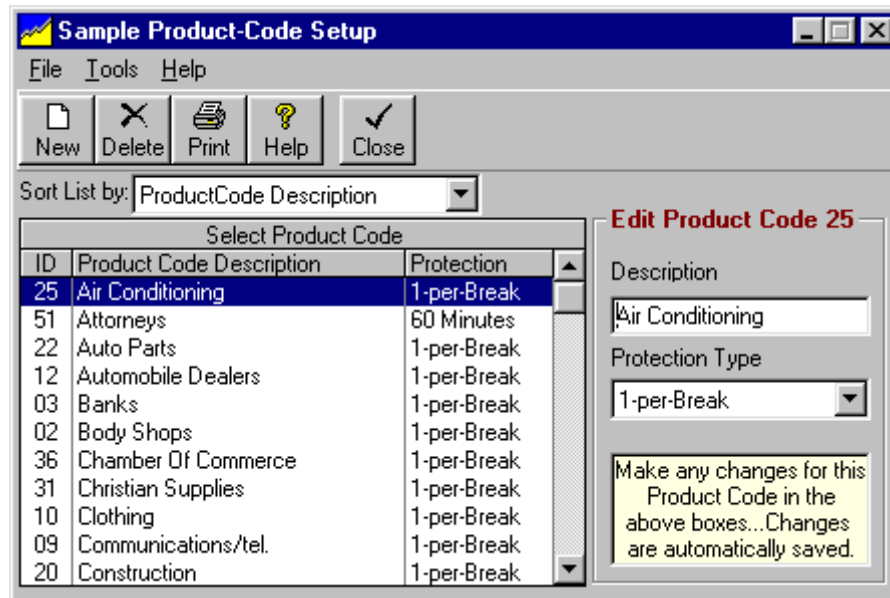 Sample Product-Code Setup
File Tools Help
New Delete Print Help Close
Sort List by: ProductCode Description
Select Product Code
ID Product Code Description Protection
25 Air Conditioning 1-per-Break
51 Attorneys 60 Minutes
22 Auto Parts 1-per-Break
12 Automobile Dealers 1-per-Break
03 Banks 1-per-Break
02 Body Shops 1-per-Break
36 Chamber Of Commerce 1-per-Break
31 Christian Supplies 1-per-Break
10 Clothing 1-per-Break
09 Communications/tel. 1-per-Break
20 Construction 1-per-Break
Edit Product Code 25
Description
Air Conditioning
Protection Type
1-per-Break
Make any changes for this
Product Code in the
above boxes...Changes
are automatically saved.